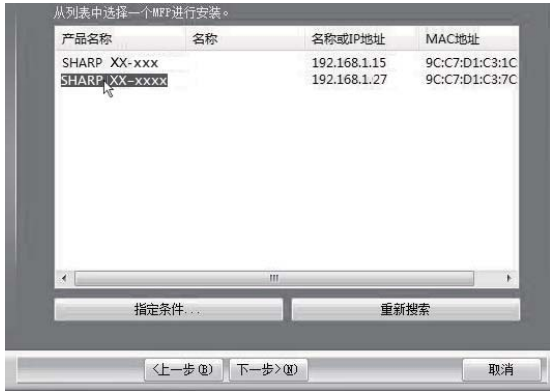 从列表中选择一个MFP进行安装。
产品名称 名称 名称或IP地址 MAC地址
SHARP XX-xxx 192.168.1.15 9C:C7:D1:C3:1C
SHARP XX-xxxx 192.168.1.27 9C:C7:D1:C3:7C
指定条件... 重新搜索
<上一步(B) 下一步>(N) 取消